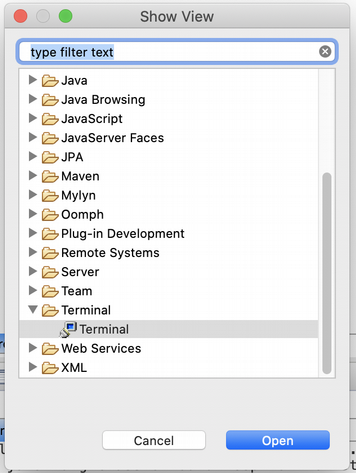 Show View
type filter text
Java
Java Browsing
JavaScript
JavaServer Faces
JPA
Maven
Mylyn
Oomph
Plug-in Development
Remote Systems
Server
Team
Terminal
Terminal
Web Services
XML
Cancel
Open